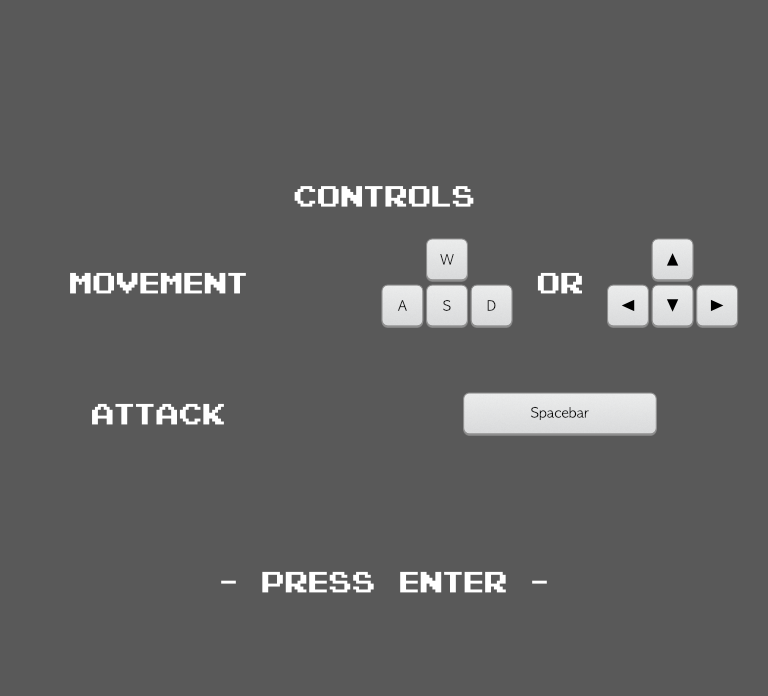 CONTROLS
MOVEMENT W A S D OR ▲ ◀ ▼ ▶
ATTACK Spacebar
- PRESS ENTER -